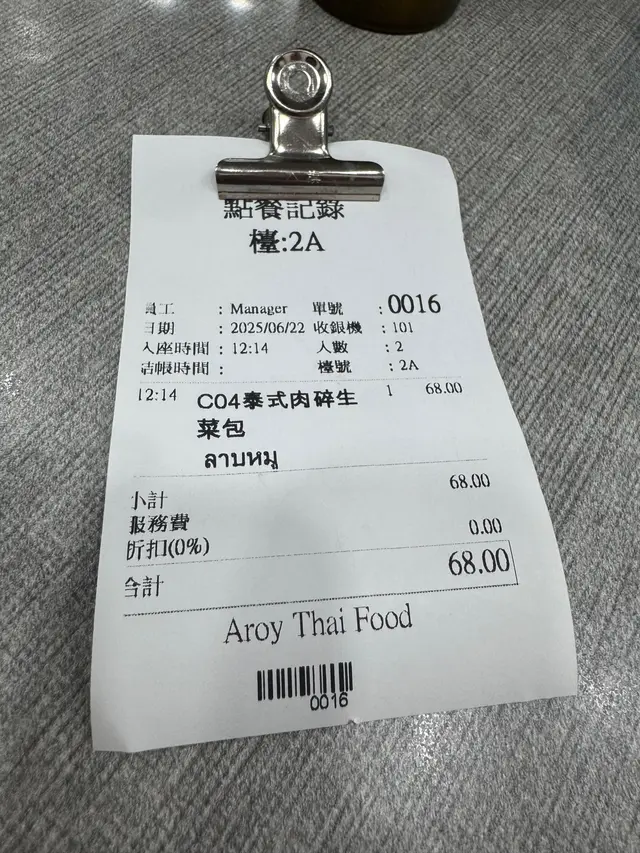 點餐記錄
檯:2A
員工 : Manager 單號 : 0016
日期 : 2025/06/22 收銀機 : 101
入座時間 : 12:14 人數 : 2
結帳時間 : 檯號 : 2A
12:14 C04泰式肉碎生 1 68.00
菜包
ลาบหมู
小計 68.00
服務費
折扣(0%) 0.00
合計 68.00
Aroy Thai Food
0016